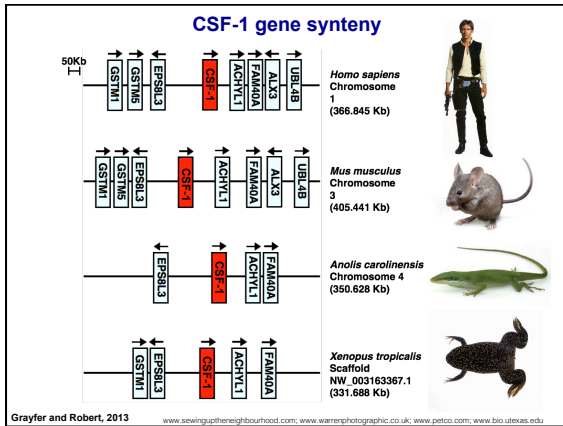 CSF-1 gene synteny
50Kb
GSTM1
GSTM5
EPS8L3
CSF-1
ACHYL1
FAM40A
ALX3
UBL4B
Homo sapiens
Chromosome
1
(366.845 Kb)
GSTM1
GSTM5
EPS8L3
CSF-1
ACHYL1
FAM40A
ALX3
UBL4B
Mus musculus
Chromosome
3
(405.441 Kb)
EPS8L3
CSF-1
ACHYL1
FAM40A
Anolis carolinensis
Chromosome 4
(350.628 Kb)
GSTM1
EPS8L3
CSF-1
ACHYL1
FAM40A
Xenopus tropicalis
Scaffold
NW_003163367.1
(331.688 Kb)
Grayfer and Robert, 2013
www.sewinguptheneighbourhood.com; www.warrenphotographic.co.uk; www.petco.com; www.bio.utexas.edu